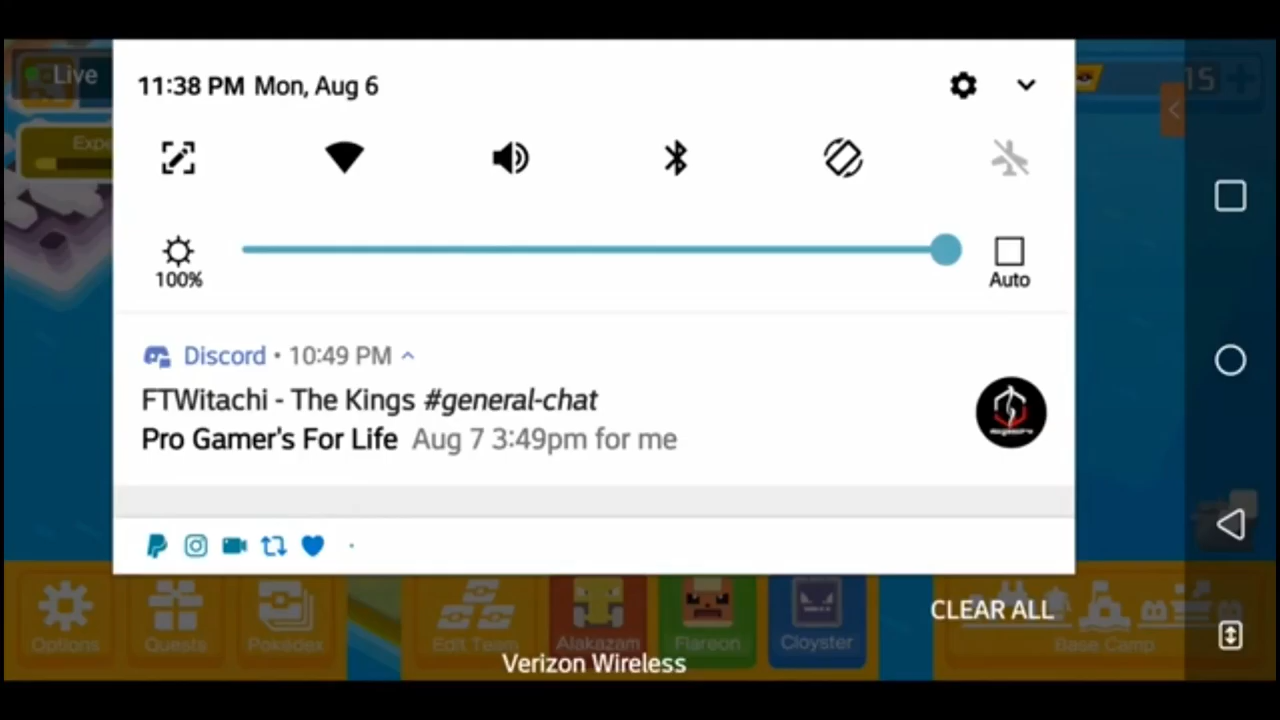 Live
11:38 PM Mon, Aug 6
15
Expe
100%
Auto
Discord • 10:49 PM
FTWitachi - The Kings #general-chat
Pro Gamer's For Life Aug 7 3:49pm for me
CLEAR ALL
Options
Quests
Pokédex
Edit Team
Alakazam
Flareon
Cloyster
Base Camp
Verizon Wireless